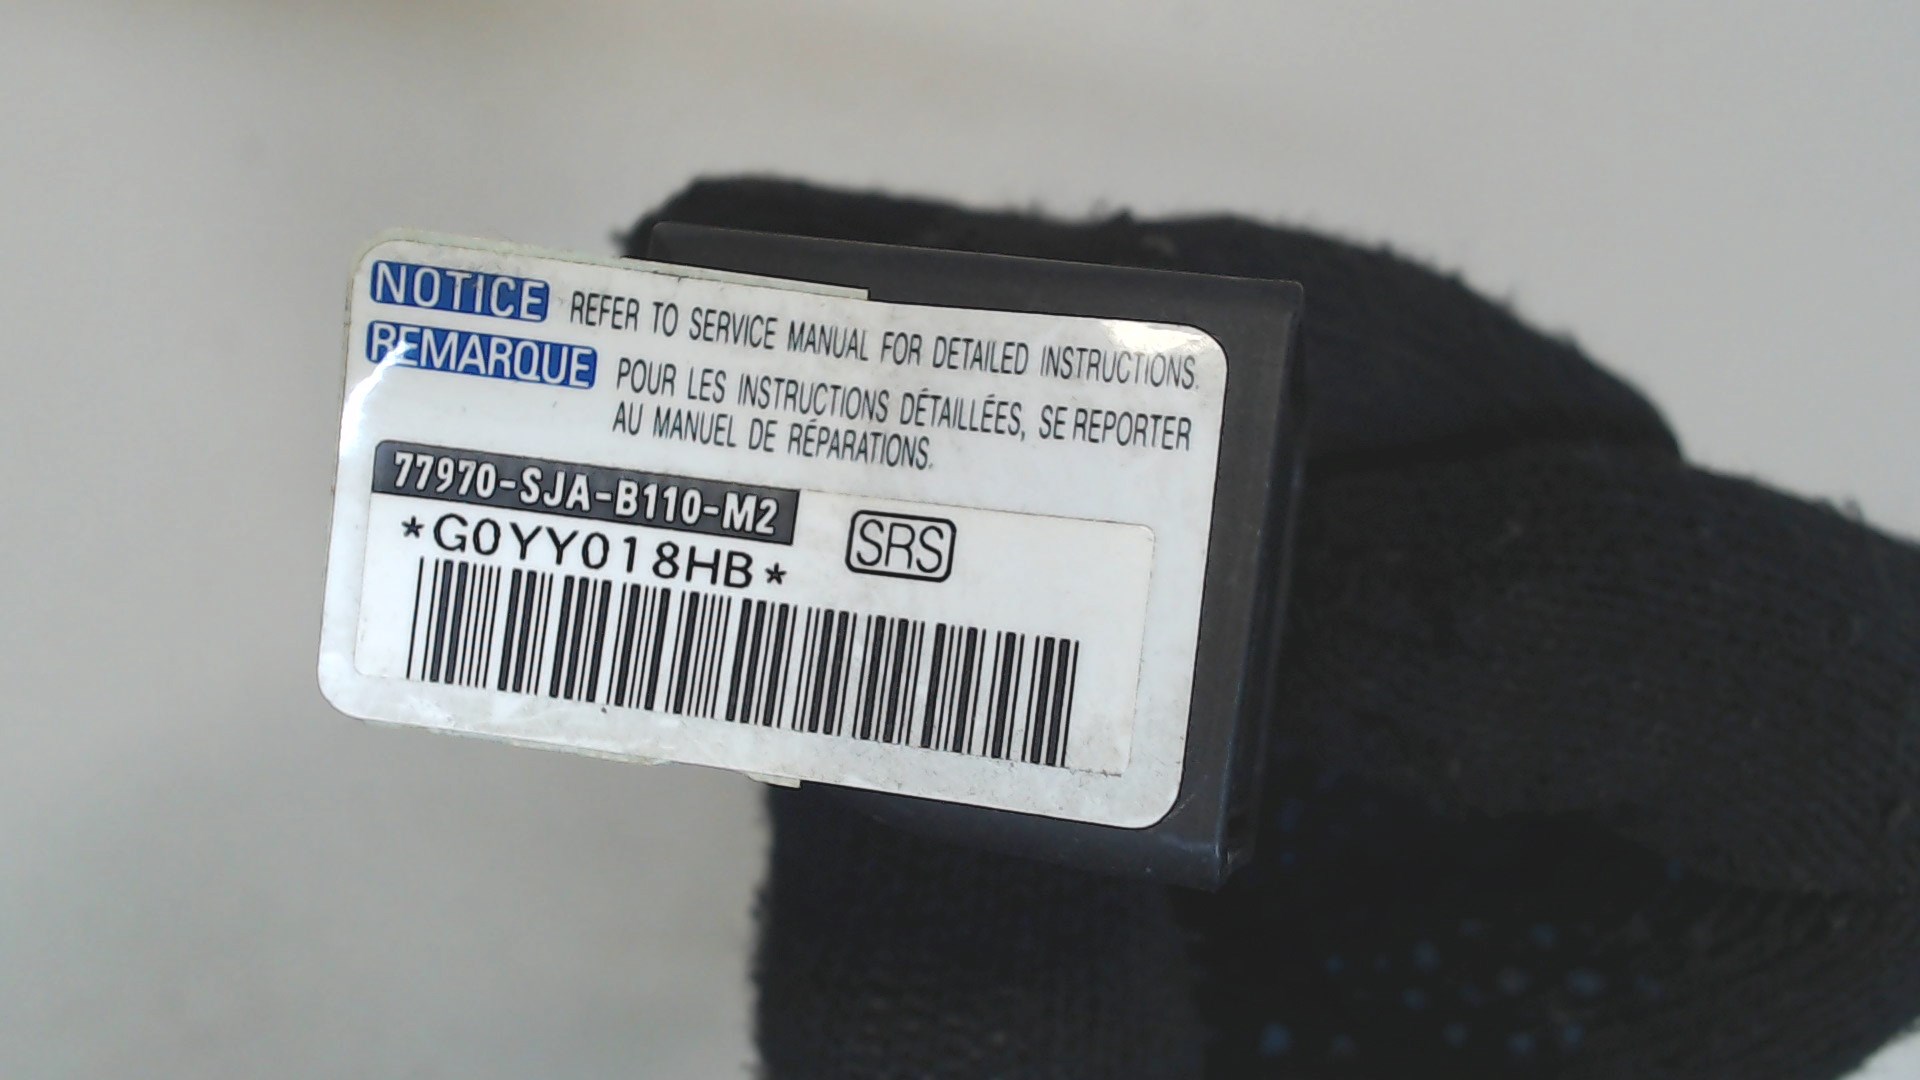 NOTICE REFER TO SERVICE MANUAL FOR DETAILED INSTRUCTIONS.
REMARQUE POUR LES INSTRUCTIONS DÉTAILLÉES, SE REPORTER
AU MANUEL DE RÉPARATIONS.
77970-SJA-B110-M2
*G0YY018HB*
SRS